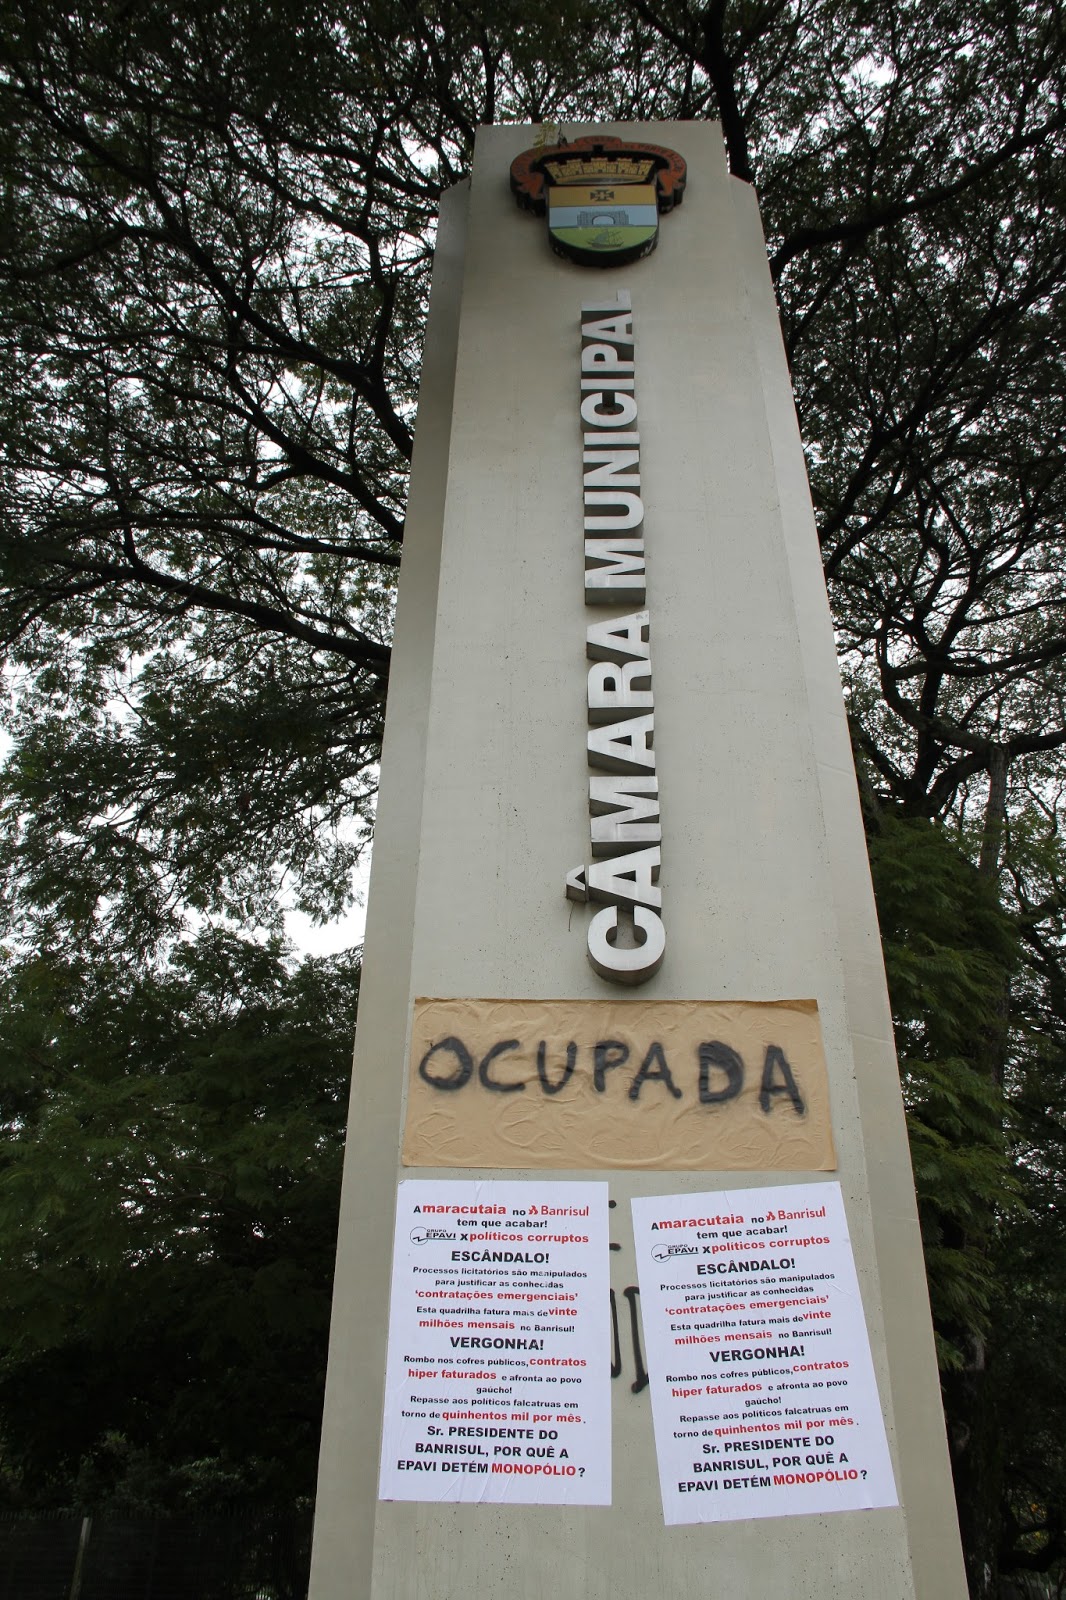 CÂMARA MUNICIPAL
OCUPADA
A maracutaia no Banrisul
tem que acabar!
GRUPO EPAVI x políticos corruptos
ESCÂNDALO!
Processos licitatórios são manipulados
para justificar as conhecidas
‘contratações emergenciais’
Esta quadrilha fatura mais de vinte
milhões mensais no Banrisul!
VERGONHA!
Rombo nos cofres públicos, contratos
hiper faturados e afronta ao povo
gaúcho!
Repasse aos políticos falcatruas em
torno de quinhentos mil por mês.
Sr. PRESIDENTE DO
BANRISUL, POR QUÊ A
EPAVI DETÉM MONOPÓLIO?
A maracutaia no Banrisul
tem que acabar!
GRUPO EPAVI x políticos corruptos
ESCÂNDALO!
Processos licitatórios são manipulados
para justificar as conhecidas
‘contratações emergenciais’
Esta quadrilha fatura mais de vinte
milhões mensais no Banrisul!
VERGONHA!
Rombo nos cofres públicos, contratos
hiper faturados e afronta ao povo
gaúcho!
Repasse aos políticos falcatruas em
torno de quinhentos mil por mês.
Sr. PRESIDENTE DO
BANRISUL, POR QUÊ A
EPAVI DETÉM MONOPÓLIO?